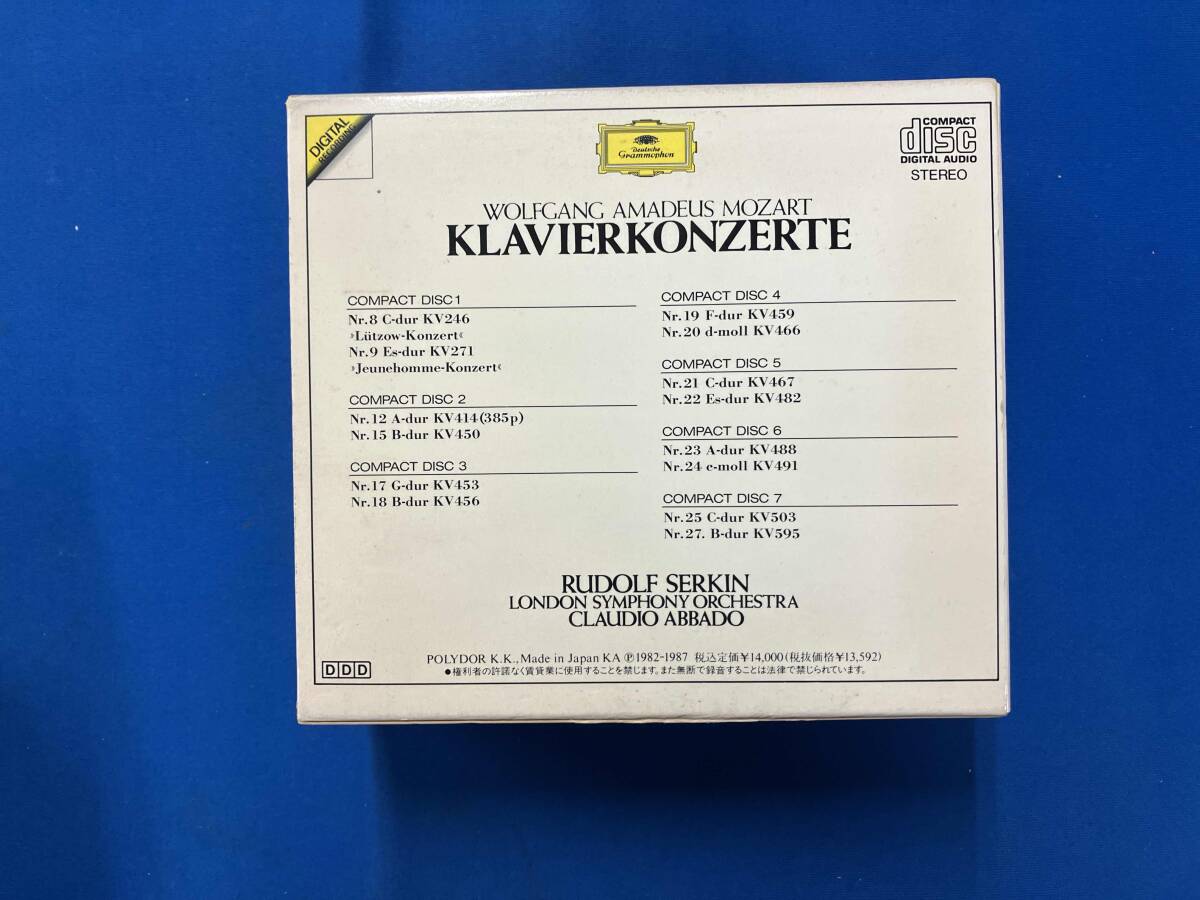 DIGITAL
RECORDING
Deutsche
Grammophon
COMPACT
disc
DIGITAL AUDIO
STEREO
WOLFGANG AMADEUS MOZART
KLAVIERKONZERTE
COMPACT DISC 1
Nr.8 C-dur KV246
»Lützow-Konzert«
Nr.9 Es-dur KV271
»Jeunehomme-Konzert«
COMPACT DISC 2
Nr.12 A-dur KV414(385p)
Nr.15 B-dur KV450
COMPACT DISC 3
Nr.17 G-dur KV453
Nr.18 B-dur KV456
COMPACT DISC 4
Nr.19 F-dur KV459
Nr.20 d-moll KV466
COMPACT DISC 5
Nr.21 C-dur KV467
Nr.22 Es-dur KV482
COMPACT DISC 6
Nr.23 A-dur KV488
Nr.24 c-moll KV491
COMPACT DISC 7
Nr.25 C-dur KV503
Nr.27. B-dur KV595
RUDOLF SERKIN
LONDON SYMPHONY ORCHESTRA
CLAUDIO ABBADO
POLYDOR K.K., Made in Japan KA ℗1982-1987 税込定価¥14,000(税抜価格¥13,592)
●権利者の許諾なく賃貸業に使用することを禁じます。また無断で録音することは法律で禁じられています。
DDD